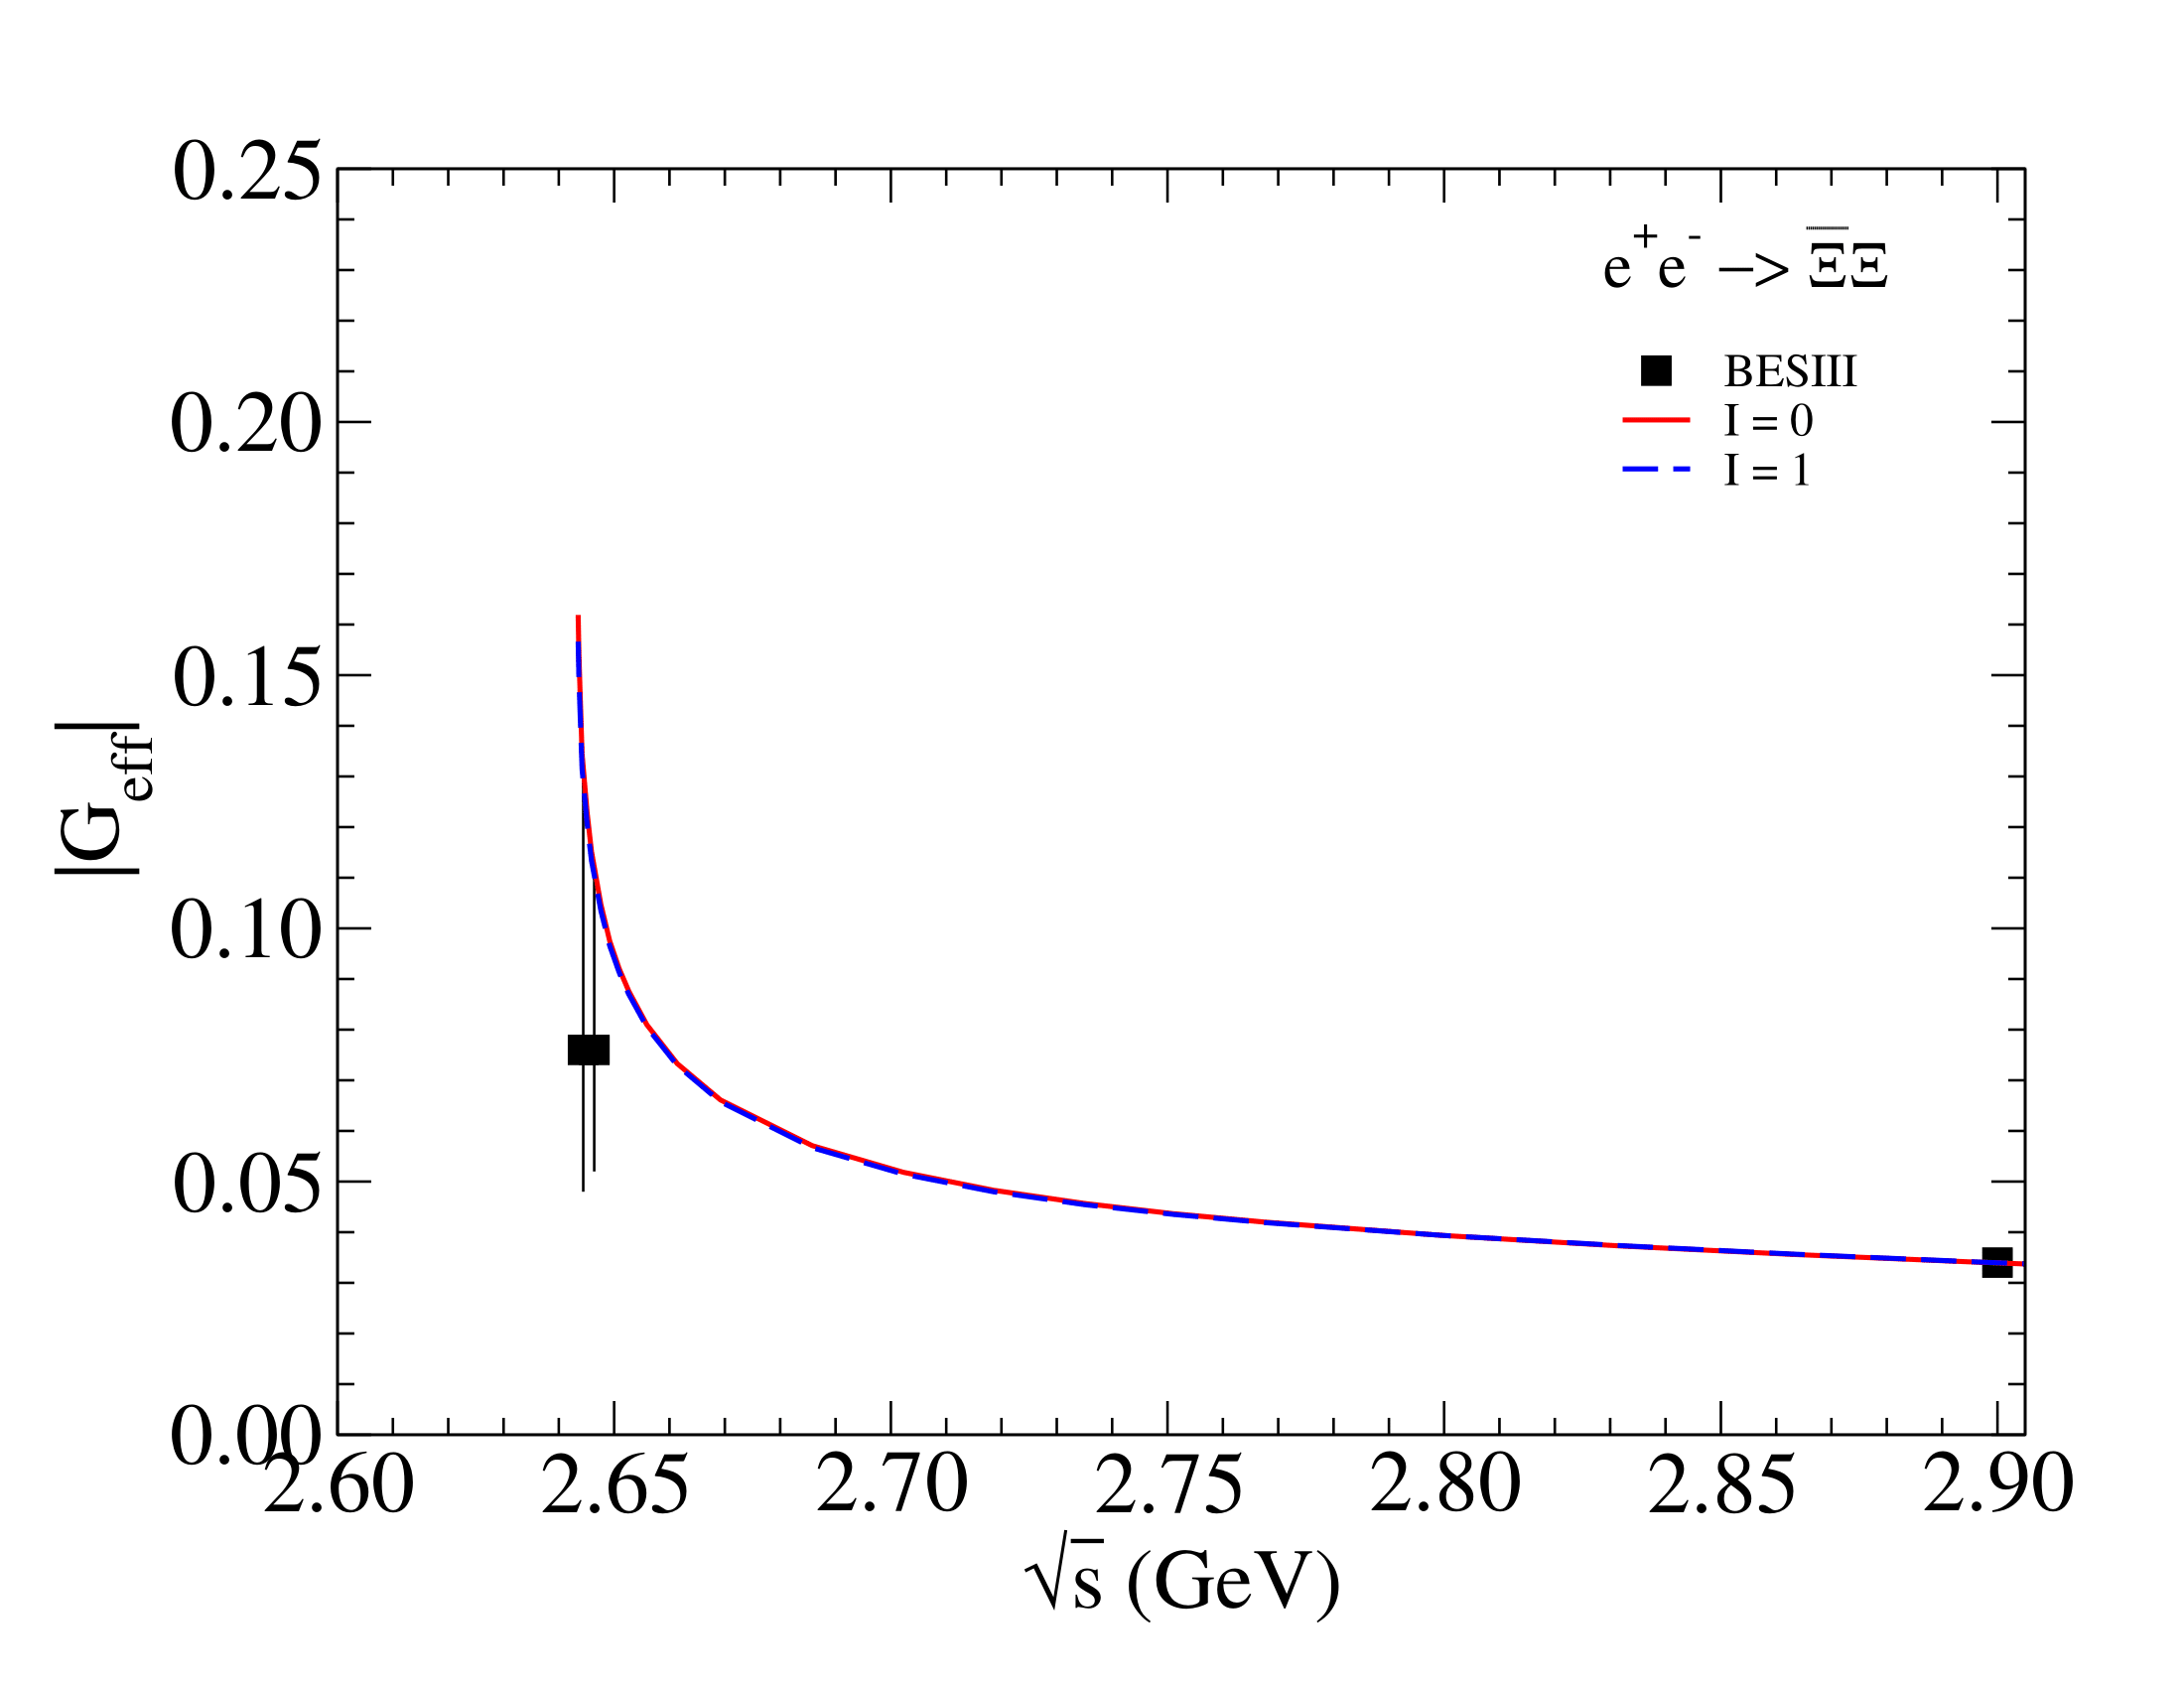 0.25
0.20
0.15
0.10
0.05
0.00
|G_eff|
e^+e^- −> Ξ̅Ξ
BESIII
I = 0
I = 1
2.60 2.65 2.70 2.75 2.80 2.85 2.90
√s̅ (GeV)